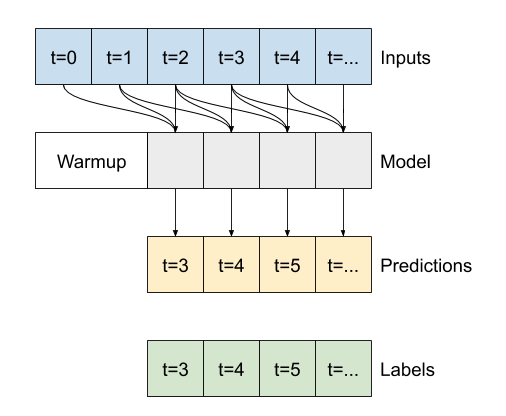 t=0 t=1 t=2 t=3 t=4 t=... Inputs
Warmup Model
t=3 t=4 t=5 t=... Predictions
t=3 t=4 t=5 t=... Labels